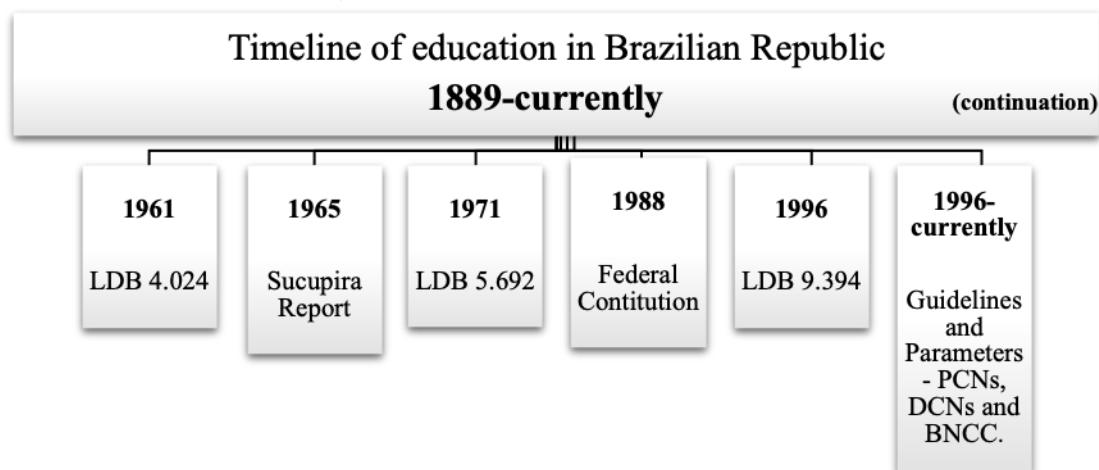 Timeline of education in Brazilian Republic
1889-currently
(continuation)
1961
LDB 4.024
1965
Sucupira
Report
1971
LDB 5.692
1988
Federal
Contitution
1996
LDB 9.394
1996-
currently
Guidelines
and
Parameters
- PCNs,
DCNs and
BNCC.